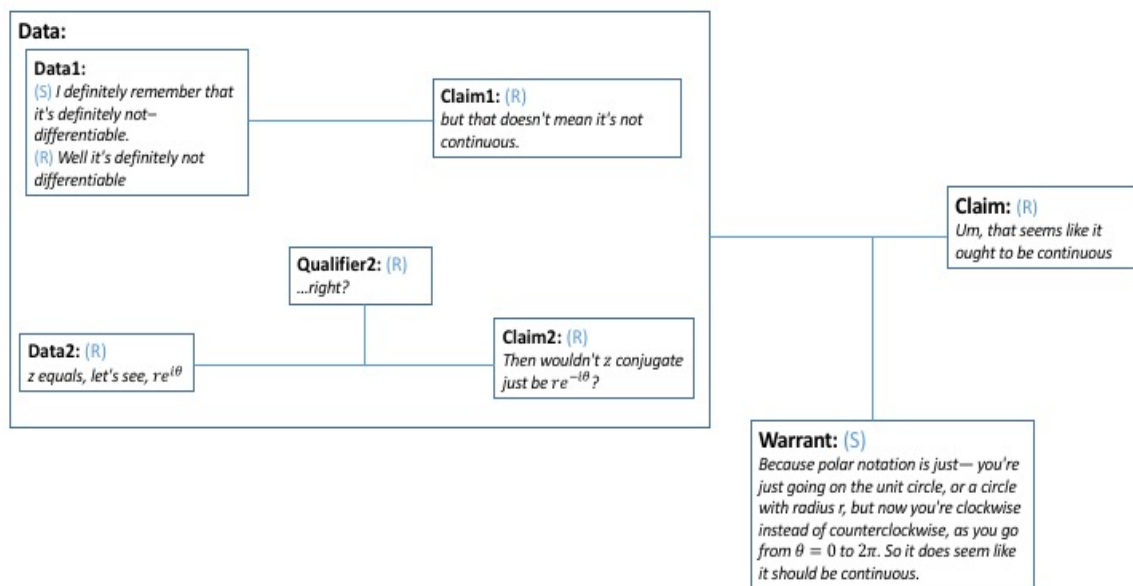 Data:
Data1:
(S) I definitely remember that
it's definitely not–
differentiable.
(R) Well it's definitely not
differentiable
Claim1: (R)
but that doesn't mean it's not
continuous.
Qualifier2: (R)
...right?
Data2: (R)
z equals, let's see, re^{iθ}
Claim2: (R)
Then wouldn't z conjugate
just be re^{-iθ}?
Claim: (R)
Um, that seems like it
ought to be continuous
Warrant: (S)
Because polar notation is just— you're
just going on the unit circle, or a circle
with radius r, but now you're clockwise
instead of counterclockwise, as you go
from θ = 0 to 2π. So it does seem like
it should be continuous.